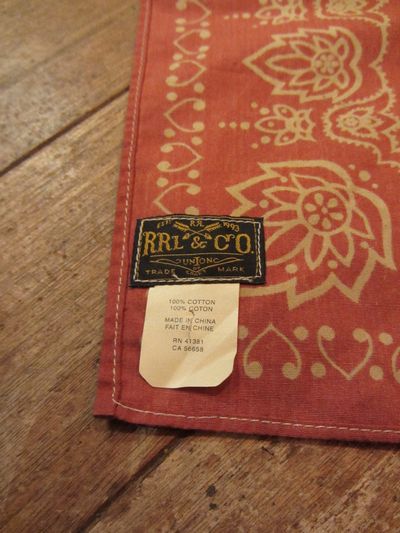 EST. R.L. 1993
RRL & CO
TRADE MARK
100% COTTON
100% COTON
MADE IN CHINA
FAIT EN CHINE
RN 41381
CA 56658